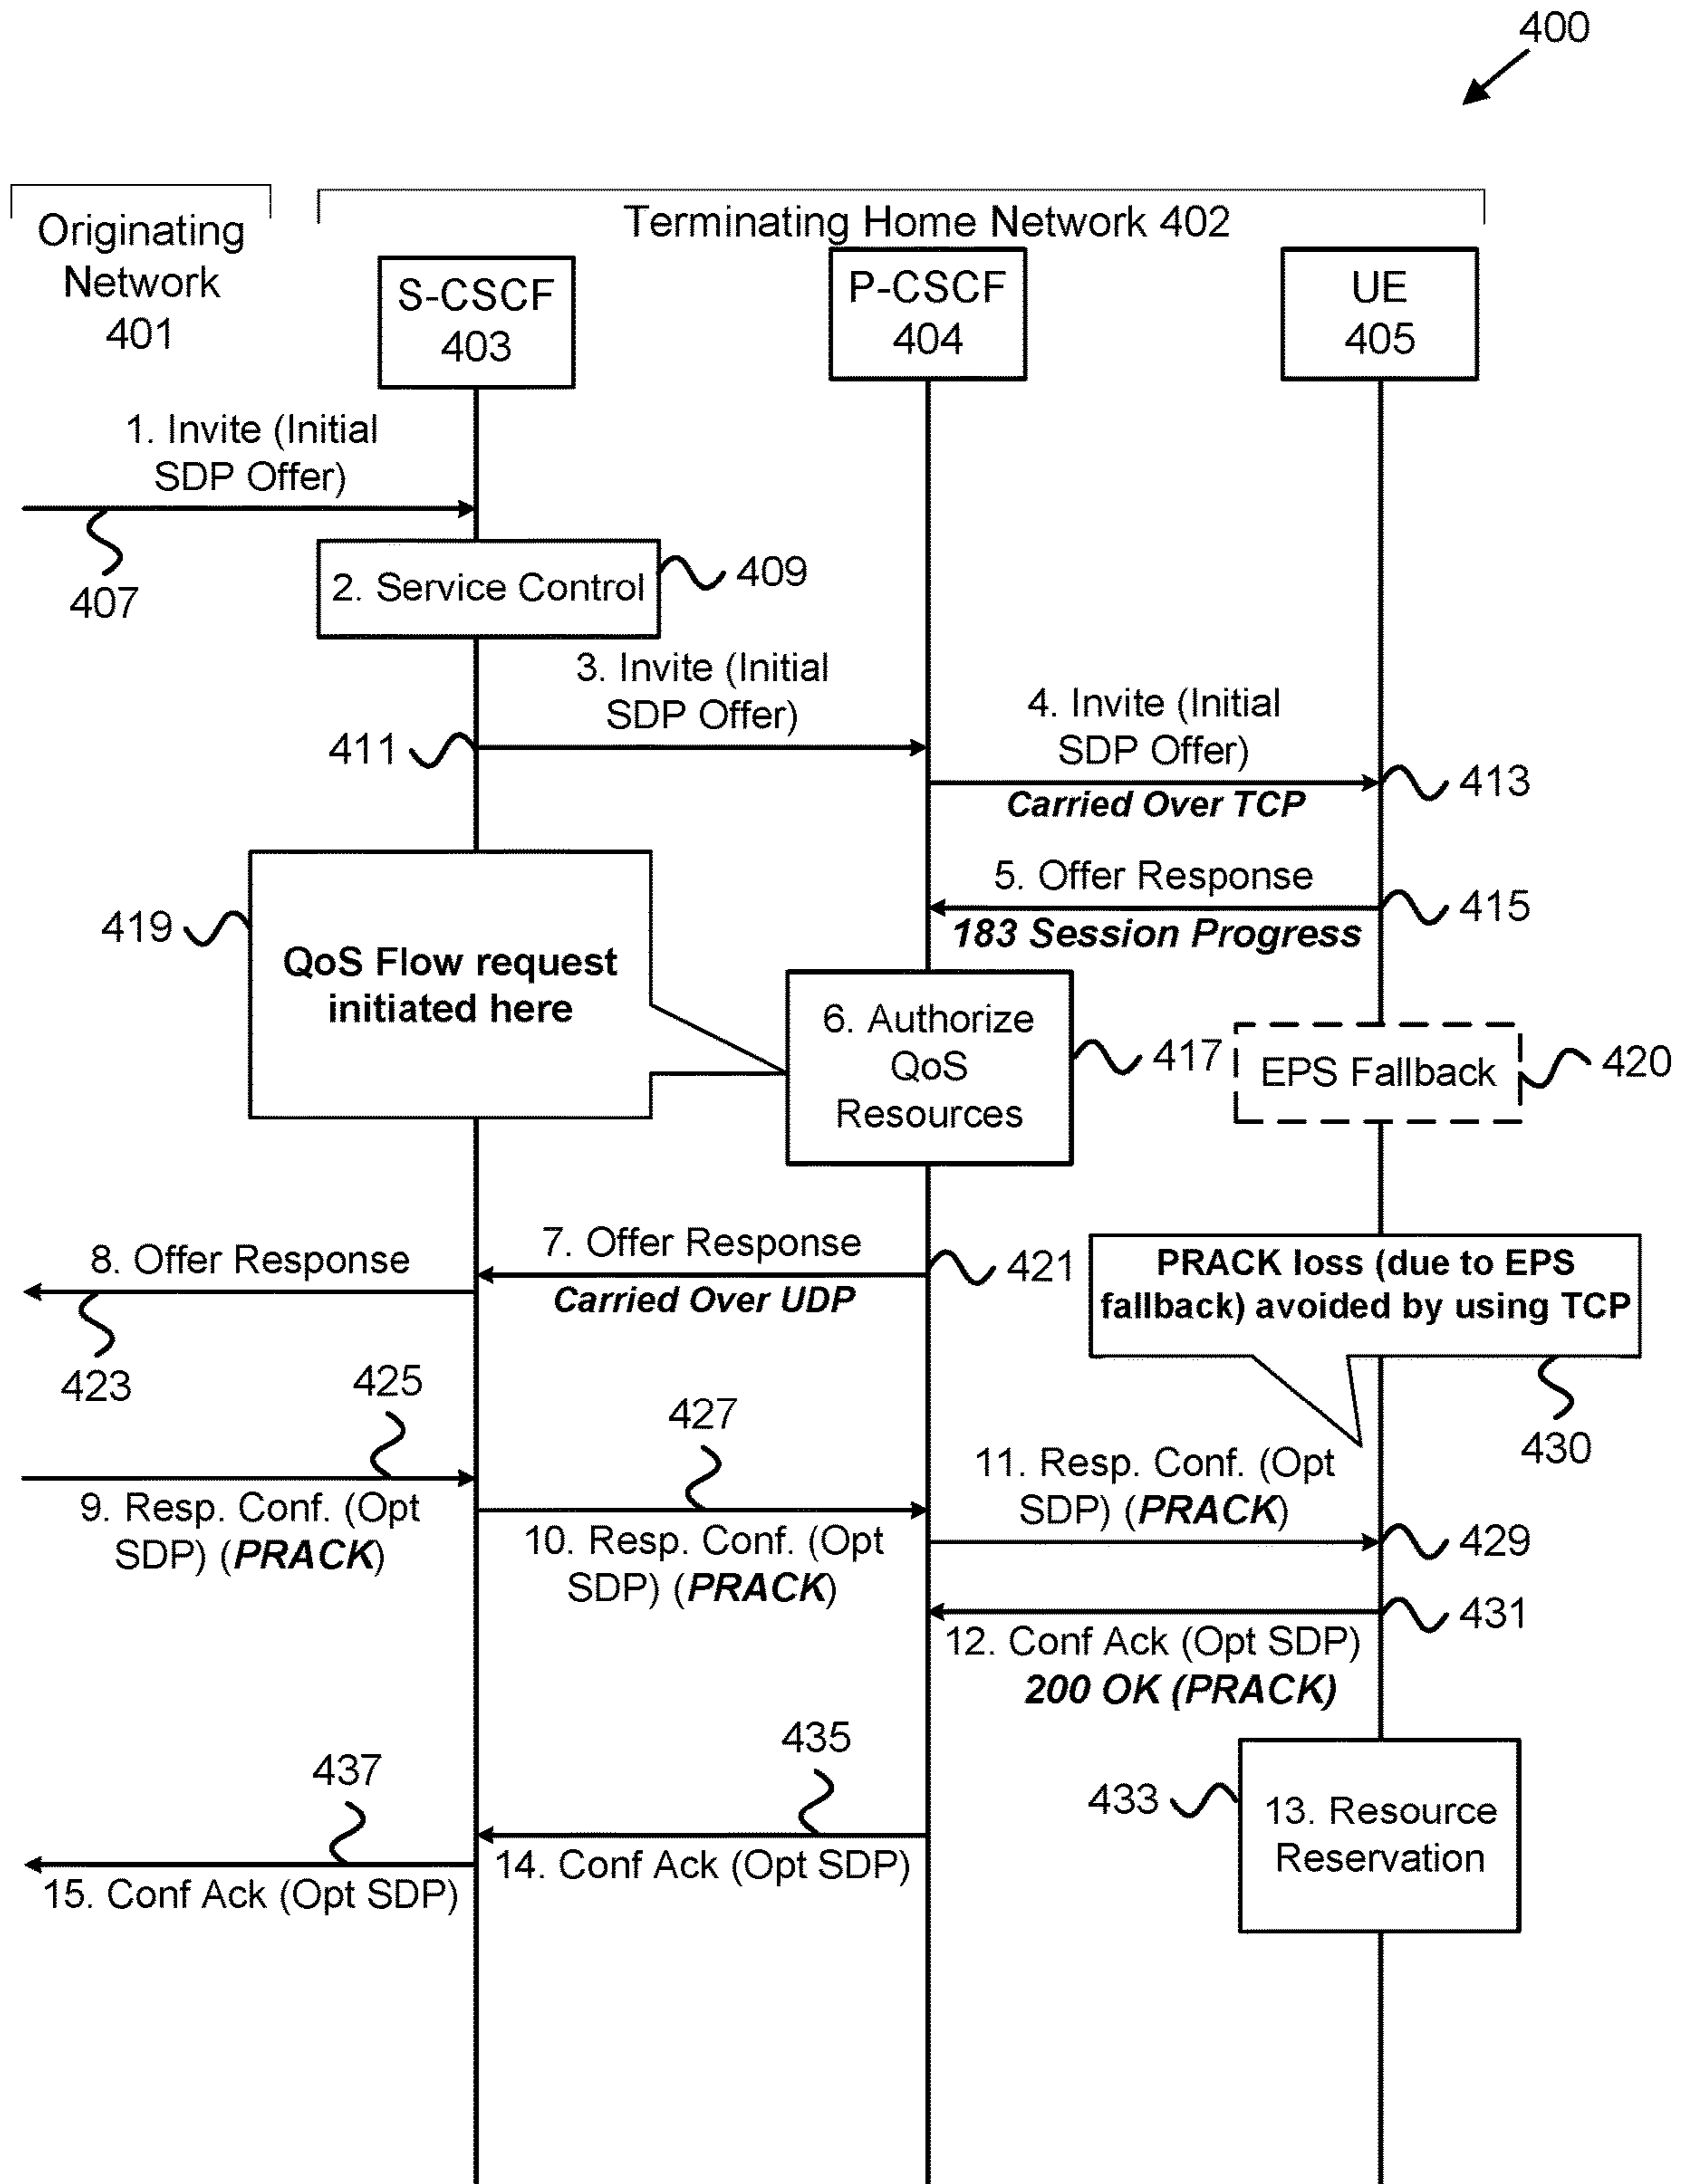 400
Originating
Network
401
Terminating Home Network 402
S-CSCF
403
P-CSCF
404
UE
405
1. Invite (Initial
SDP Offer)
407
2. Service Control
409
3. Invite (Initial
SDP Offer)
411
4. Invite (Initial
SDP Offer)
Carried Over TCP
413
5. Offer Response
183 Session Progress
415
419
QoS Flow request
initiated here
6. Authorize
QoS
Resources
417
EPS Fallback
420
7. Offer Response
Carried Over UDP
421
8. Offer Response
423
PRACK loss (due to EPS
fallback) avoided by using TCP
430
425
9. Resp. Conf. (Opt
SDP) (PRACK)
427
10. Resp. Conf. (Opt
SDP) (PRACK)
11. Resp. Conf. (Opt
SDP) (PRACK)
429
431
12. Conf Ack (Opt SDP)
200 OK (PRACK)
433
13. Resource
Reservation
435
14. Conf Ack (Opt SDP)
437
15. Conf Ack (Opt SDP)